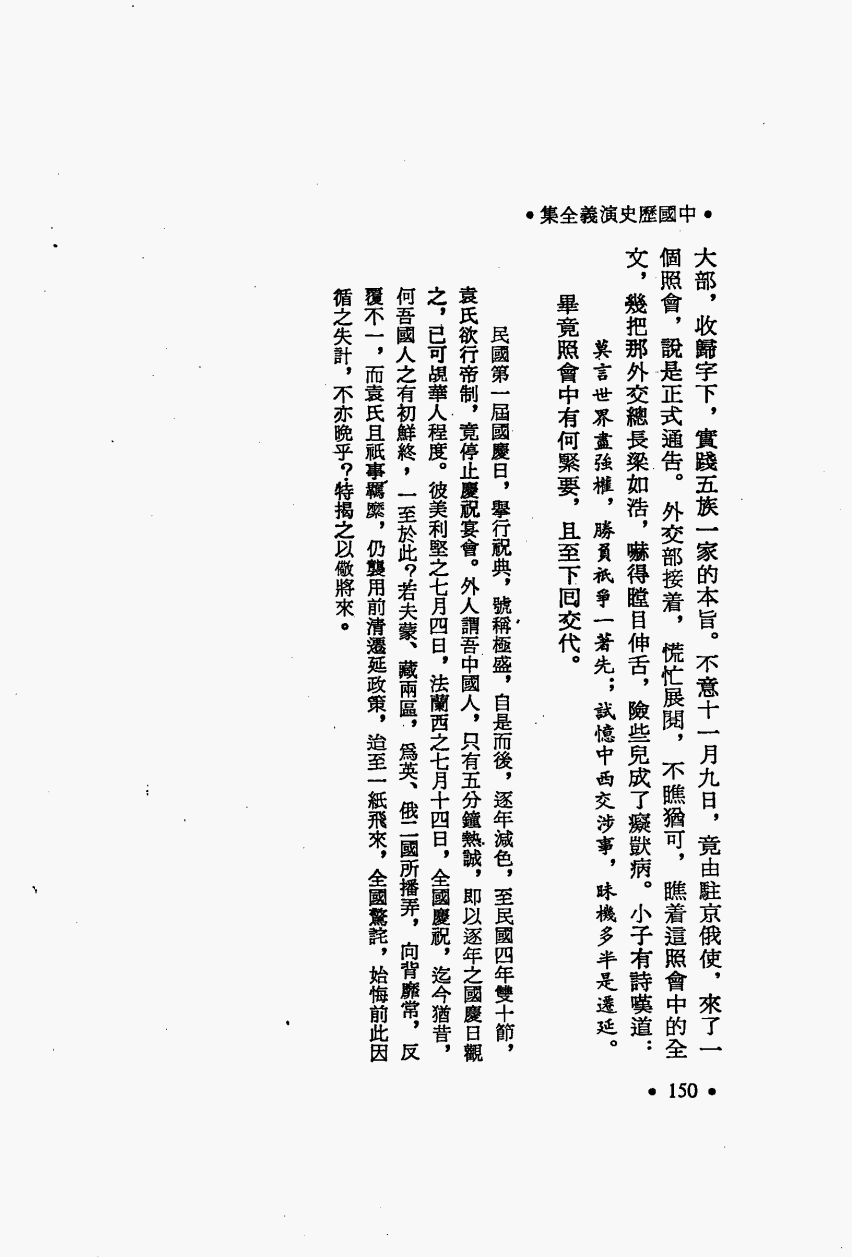 •中國歷史演義全集•
大部，收歸宇下，實踐五族一家的本旨。不意十一月九日，竟由駐京俄使，來了一
個照會，說是正式通告。外交部接着，慌忙展閱，不瞧猶可，瞧着這照會中的全
文，幾把那外交總長梁如浩，嚇得瞠目伸舌，險些兒成了癡獃病。小子有詩嘆道：
莫言世界盡強權，勝負祇爭一著先；試憶中西交涉事，昧機多半是遷延。
畢竟照會中有何緊要，且至下回交代。
民國第一屆國慶日，舉行祝典，號稱極盛，自是而後，逐年減色，至民國四年雙十節，
袁氏欲行帝制，竟停止慶祝宴會。外人謂吾中國人，只有五分鐘熱誠，即以逐年之國慶日觀
之，已可覘華人程度。彼美利堅之七月四日，法蘭西之七月十四日，全國慶祝，迄今猶昔，
何吾國人之有初鮮終，一至於此？若夫蒙、藏兩區，爲英、俄二國所播弄，向背靡常，反
覆不一，而袁氏且祇事羈縻，仍襲用前清遷延政策，迨至一紙飛來，全國驚詫，始悔前此因
循之失計，不亦晚乎？特揭之以儆將來。
•150•